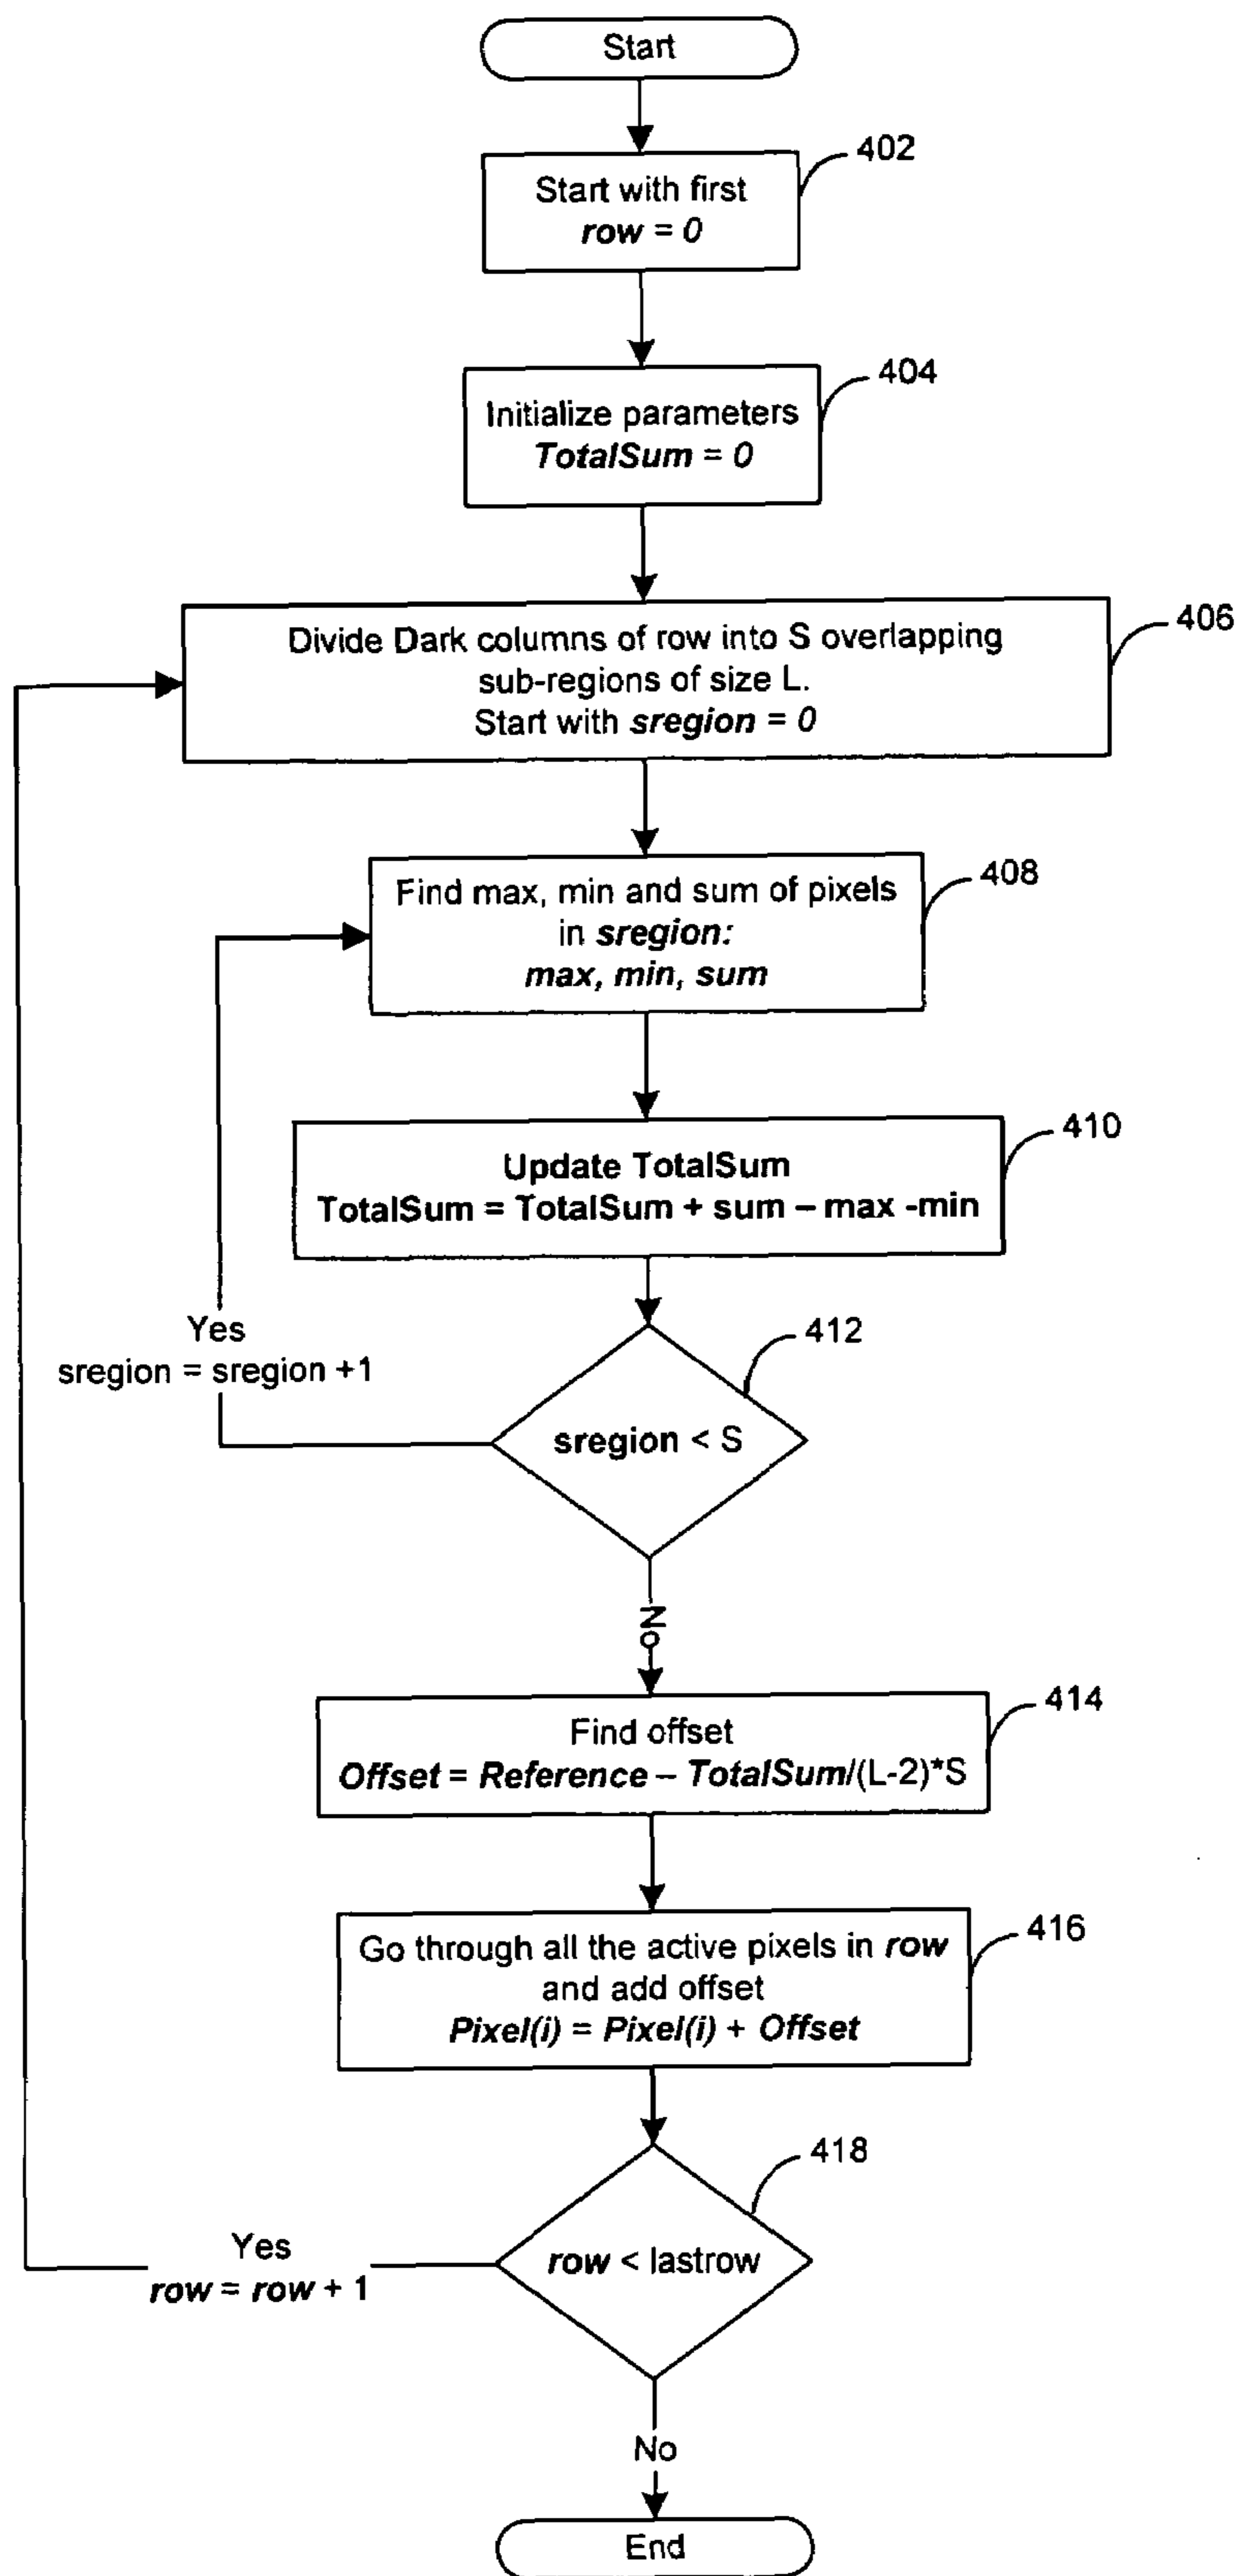 Start
402
Start with first
row = 0
404
Initialize parameters
TotalSum = 0
406
Divide Dark columns of row into S overlapping
sub-regions of size L.
Start with sregion = 0
408
Find max, min and sum of pixels
in sregion:
max, min, sum
410
Update TotalSum
TotalSum = TotalSum + sum – max -min
Yes
sregion = sregion +1
412
sregion < S
No
414
Find offset
Offset = Reference – TotalSum/(L-2)*S
416
Go through all the active pixels in row
and add offset
Pixel(i) = Pixel(i) + Offset
418
Yes
row = row + 1
row < lastrow
No
End